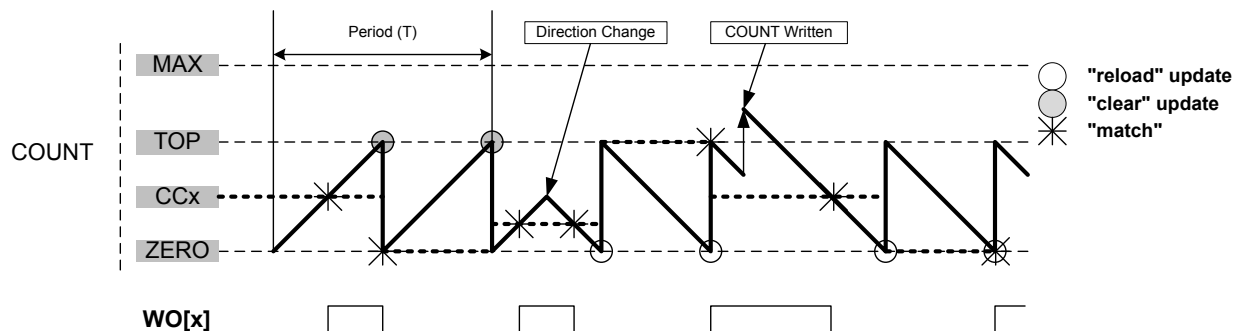 Period (T)
Direction Change
COUNT Written
MAX
"reload" update
"clear" update
TOP
"match"
COUNT
CCx
ZERO
WO[x]